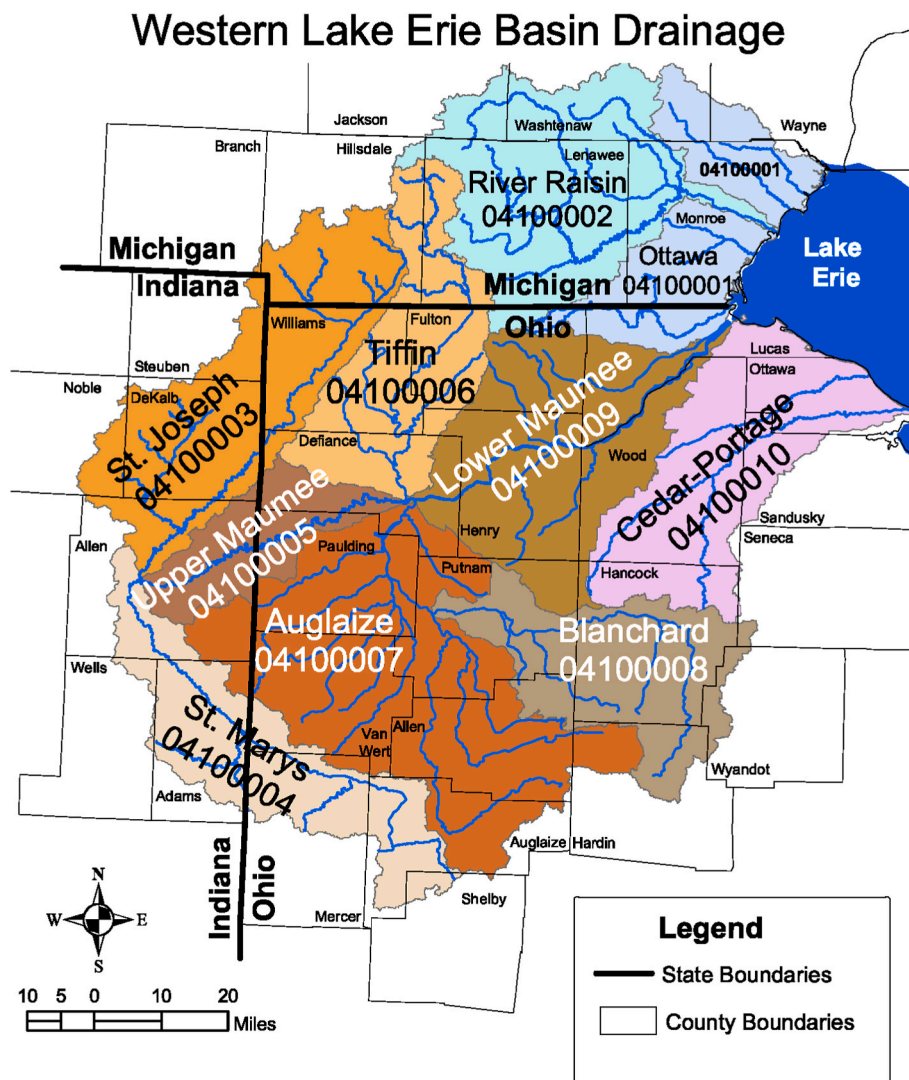 Western Lake Erie Basin Drainage
Jackson
Washtenaw
Wayne
Branch
Hillsdale
Lenawee
04100001
River Raisin
04100002
Monroe
Michigan
Indiana
Ottawa
04100001
Lake
Erie
Michigan
Ohio
Williams
Fulton
Tiffin
04100006
Steuben
Noble
DeKalb
Lucas
Ottawa
St. Joseph
04100003
Defiance
Lower Maumee
04100009
Wood
Cedar-Portage
04100010
Sandusky
Seneca
Allen
Upper Maumee
04100005
Paulding
Henry
Putnam
Hancock
Auglaize
04100007
Blanchard
04100008
Wells
St. Marys
04100004
Van
Wert
Allen
Wyandot
Adams
Auglaize
Hardin
Indiana
Ohio
Mercer
Shelby
N
W
E
S
10 5 0 10 20
Miles
Legend
State Boundaries
County Boundaries